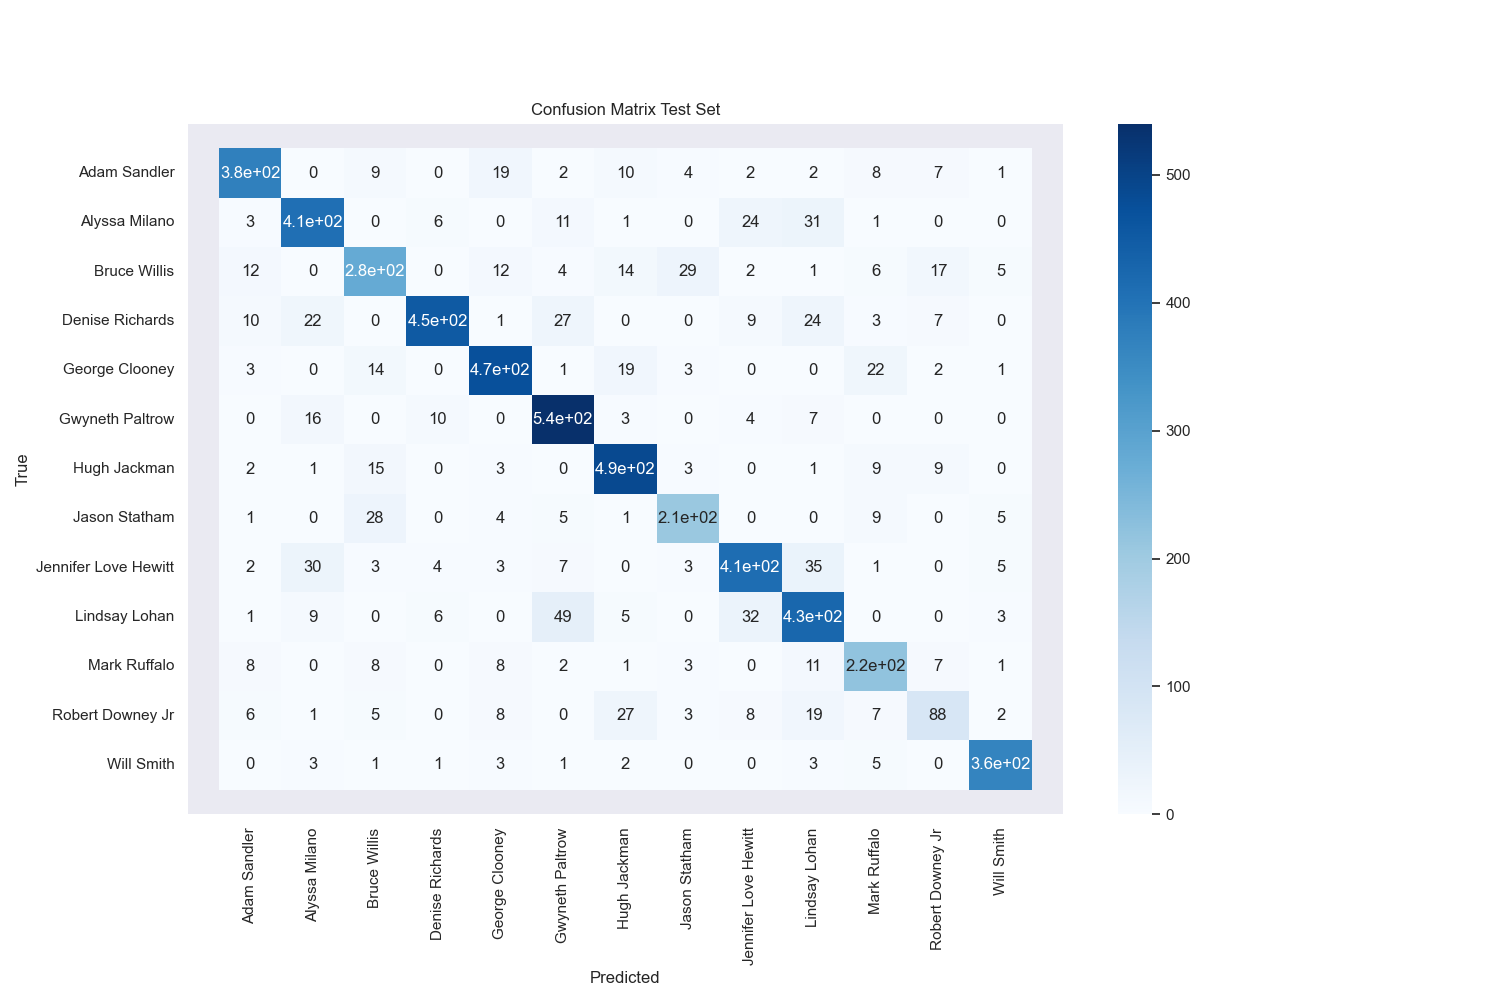 Confusion Matrix Test Set
Adam Sandler 3.8e+02 0 9 0 19 2 10 4 2 2 8 7 1
Alyssa Milano 3 4.1e+02 0 6 0 11 1 0 24 31 1 0 0
Bruce Willis 12 0 2.8e+02 0 12 4 14 29 2 1 6 17 5
Denise Richards 10 22 0 4.5e+02 1 27 0 0 9 24 3 7 0
George Clooney 3 0 14 0 4.7e+02 1 19 3 0 0 22 2 1
Gwyneth Paltrow 0 16 0 10 0 5.4e+02 3 0 4 7 0 0 0
Hugh Jackman 2 1 15 0 3 0 4.9e+02 3 0 1 9 9 0
Jason Statham 1 0 28 0 4 5 1 2.1e+02 0 0 9 0 5
Jennifer Love Hewitt 2 30 3 4 3 7 0 3 4.1e+02 35 1 0 5
Lindsay Lohan 1 9 0 6 0 49 5 0 32 4.3e+02 0 0 3
Mark Ruffalo 8 0 8 0 8 2 1 3 0 11 2.2e+02 7 1
Robert Downey Jr 6 1 5 0 8 0 27 3 8 19 7 88 2
Will Smith 0 3 1 1 3 1 2 0 0 3 5 0 3.6e+02
True
Adam Sandler
Alyssa Milano
Bruce Willis
Denise Richards
George Clooney
Gwyneth Paltrow
Hugh Jackman
Jason Statham
Jennifer Love Hewitt
Lindsay Lohan
Mark Ruffalo
Robert Downey Jr
Will Smith
Predicted
500
400
300
200
100
0